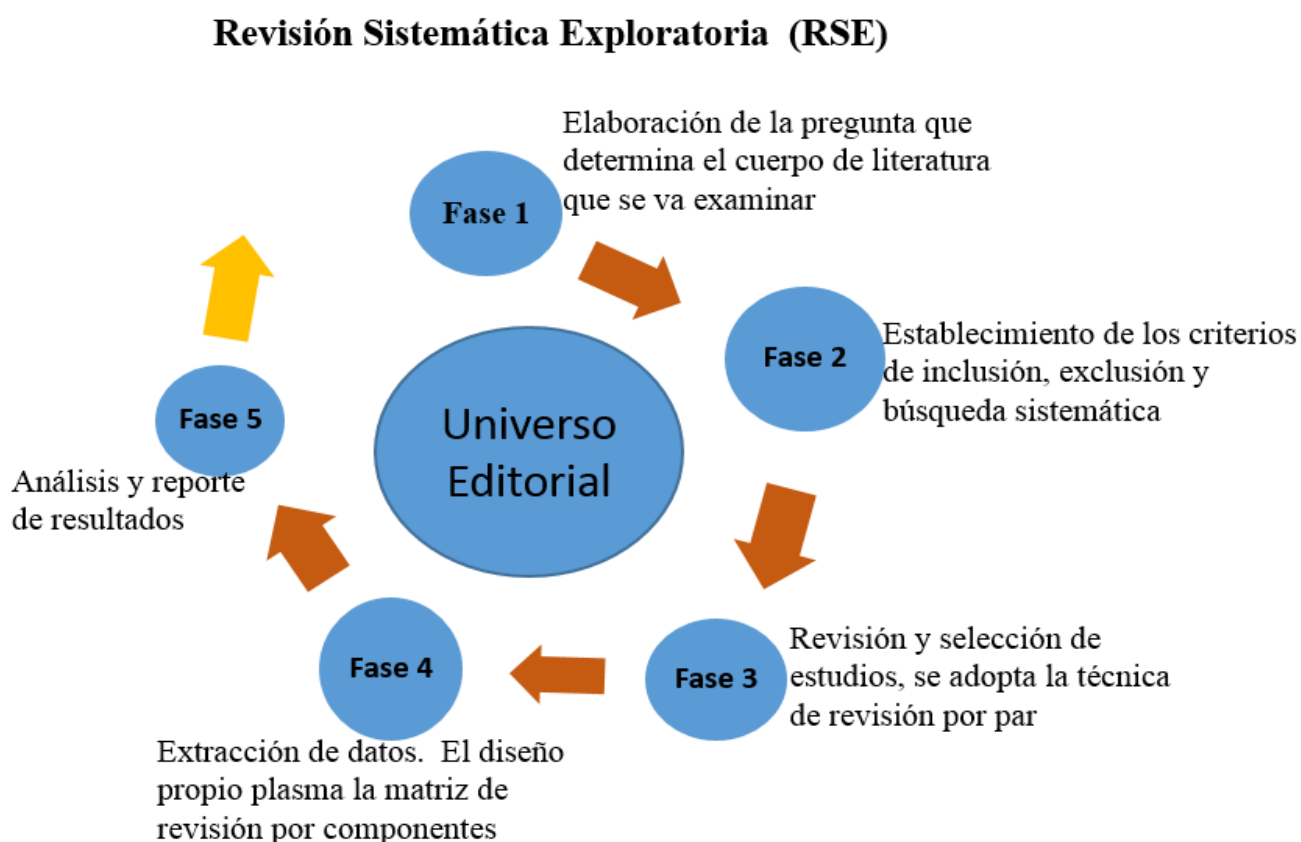 Revisión Sistemática Exploratoria (RSE)
Fase 1
Elaboración de la pregunta que
determina el cuerpo de literatura
que se va examinar
Fase 2
Establecimiento de los criterios
de inclusión, exclusión y
búsqueda sistemática
Universo
Editorial
Fase 3
Revisión y selección de
estudios, se adopta la técnica
de revisión por par
Fase 4
Extracción de datos.  El diseño
propio plasma la matriz de
revisión por componentes
Fase 5
Análisis y reporte
de resultados